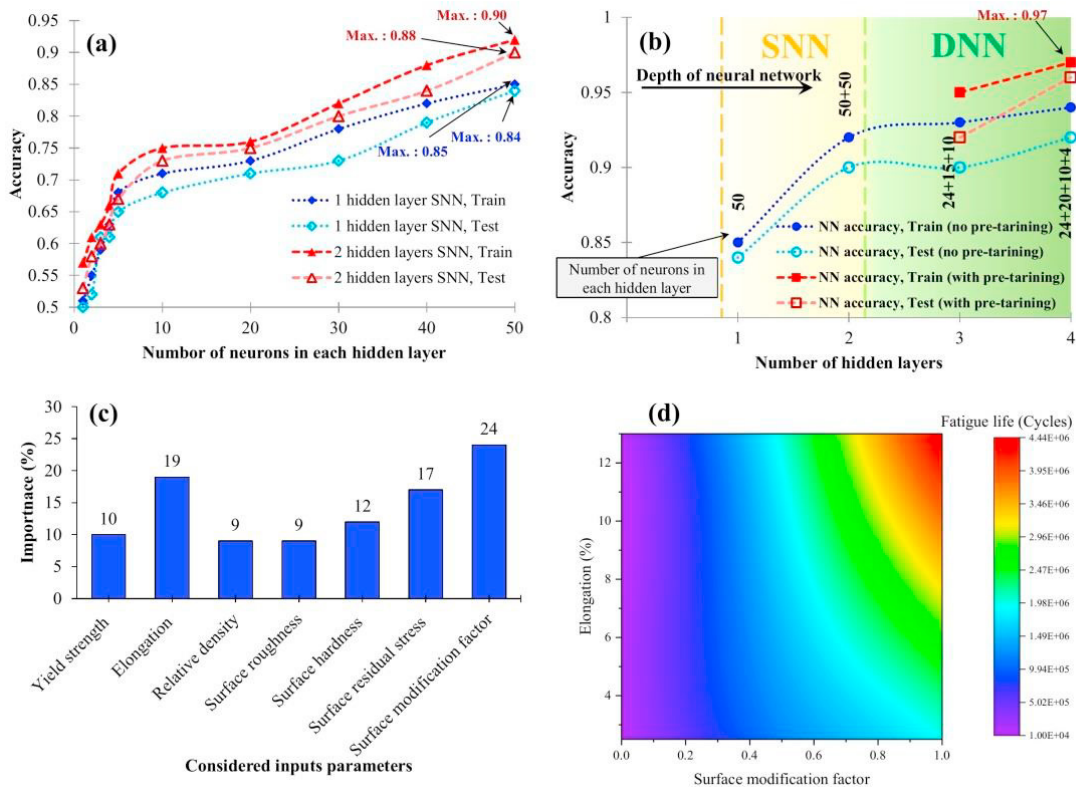 (a)
Max. : 0.90
Max. : 0.88
Max. : 0.84
Max. : 0.85
0.95
0.9
0.85
0.8
0.75
0.7
0.65
0.6
0.55
0.5
Accuracy
1 hidden layer SNN, Train
1 hidden layer SNN, Test
2 hidden layers SNN, Train
2 hidden layers SNN, Test
0
10
20
30
40
50
Numbor of neurons in each hidden layer
(b)
SNN
DNN
Max. : 0.97
Depth of neural network
1
0.95
0.9
0.85
0.8
Accuracy
50
50+50
24+15+10
24+20+10+4
Number of neurons in
each hidden layer
NN accuracy, Train (no pre-tarining)
NN accuracy, Test (no pre-tarining)
NN accuracy, Train (with pre-tarining)
NN accuracy, Test (with pre-tarining)
1
2
3
4
Number of hidden layers
(c)
30
25
20
15
10
5
0
Importnace (%)
10
19
9
9
12
17
24
Yield strength
Elongation
Relative density
Surface roughness
Surface hardness
Surface residual stress
Surface modification factor
Considered inputs parameters
(d)
Fatigue life (Cycles)
12
10
8
6
4
Elongation (%)
0.0
0.2
0.4
0.6
0.8
1.0
Surface modification factor
4.44E+06
3.95E+06
3.45E+06
2.96E+06
2.47E+06
1.98E+06
1.49E+06
9.94E+05
5.02E+05
1.00E+04